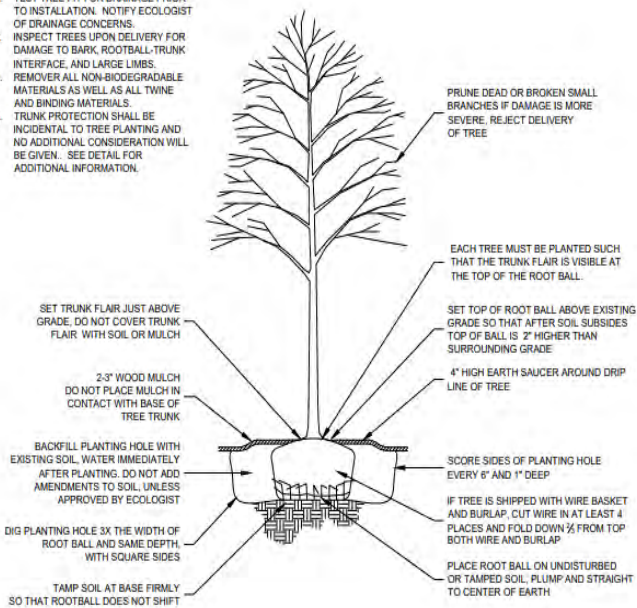 TO INSTALLATION. NOTIFY ECOLOGIST
OF DRAINAGE CONCERNS.
INSPECT TREES UPON DELIVERY FOR
DAMAGE TO BARK, ROOTBALL-TRUNK
INTERFACE, AND LARGE LIMBS.
REMOVER ALL NON-BIODEGRADABLE
MATERIALS AS WELL AS ALL TWINE
AND BINDING MATERIALS.
TRUNK PROTECTION SHALL BE
INCIDENTAL TO TREE PLANTING AND
NO ADDITIONAL CONSIDERATION WILL
BE GIVEN.. SEE DETAIL FOR
ADDITIONAL INFORMATION.
PRUNE DEAD OR BROKEN SMALL
BRANCHES IF DAMAGE IS MORE
SEVERE, REJECT DELIVERY
OF TREE
EACH TREE MUST BE PLANTED SUCH
THAT THE TRUNK FLAIR IS VISIBLE AT
THE TOP OF THE ROOT BALL.
SET TRUNK FLAIR JUST ABOVE
GRADE, DO NOT COVER TRUNK
FLAIR WITH SOIL OR MULCH
SET TOP OF ROOT BALL ABOVE EXISTING
GRADE SO THAT AFTER SOIL SUBSIDES
TOP OF BALL IS 2" HIGHER THAN
SURROUNDING GRADE
2-3" WOOD MULCH
DO NOT PLACE MULCH IN
CONTACT WITH BASE OF
TREE TRUNK
4" HIGH EARTH SAUCER AROUND DRIP
LINE OF TREE
BACKFILL PLANTING HOLE WITH
EXISTING SOIL, WATER IMMEDIATELY
AFTER PLANTING. DO NOT ADD
AMENDMENTS TO SOIL, UNLESS
APPROVED BY ECOLOGIST
SCORE SIDES OF PLANTING HOLE
EVERY 6" AND 1" DEEP
IF TREE IS SHIPPED WITH WIRE BASKET
AND BURLAP, CUT WIRE IN AT LEAST 4
PLACES AND FOLD DOWN ⅔ FROM TOP
BOTH WIRE AND BURLAP
DIG PLANTING HOLE 3X THE WIDTH OF
ROOT BALL AND SAME DEPTH,
WITH SQUARE SIDES
PLACE ROOT BALL ON UNDISTURBED
OR TAMPED SOIL, PLUMP AND STRAIGHT
TO CENTER OF EARTH
TAMP SOIL AT BASE FIRMLY
SO THAT ROOTBALL DOES NOT SHIFT